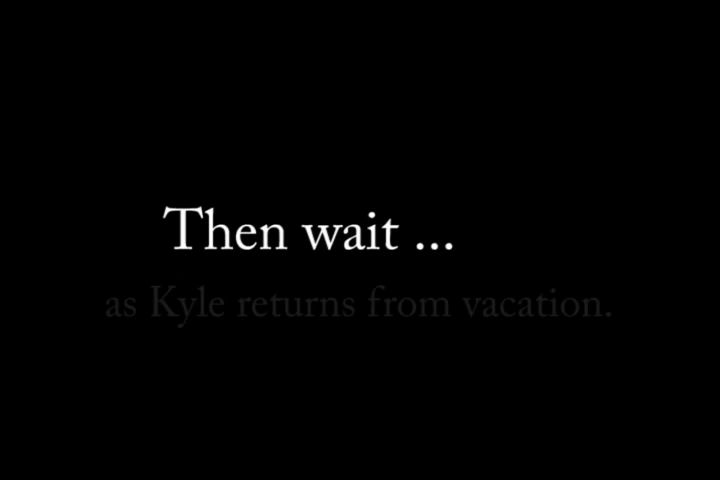 Then wait ...
as Kyle returns from vacation.